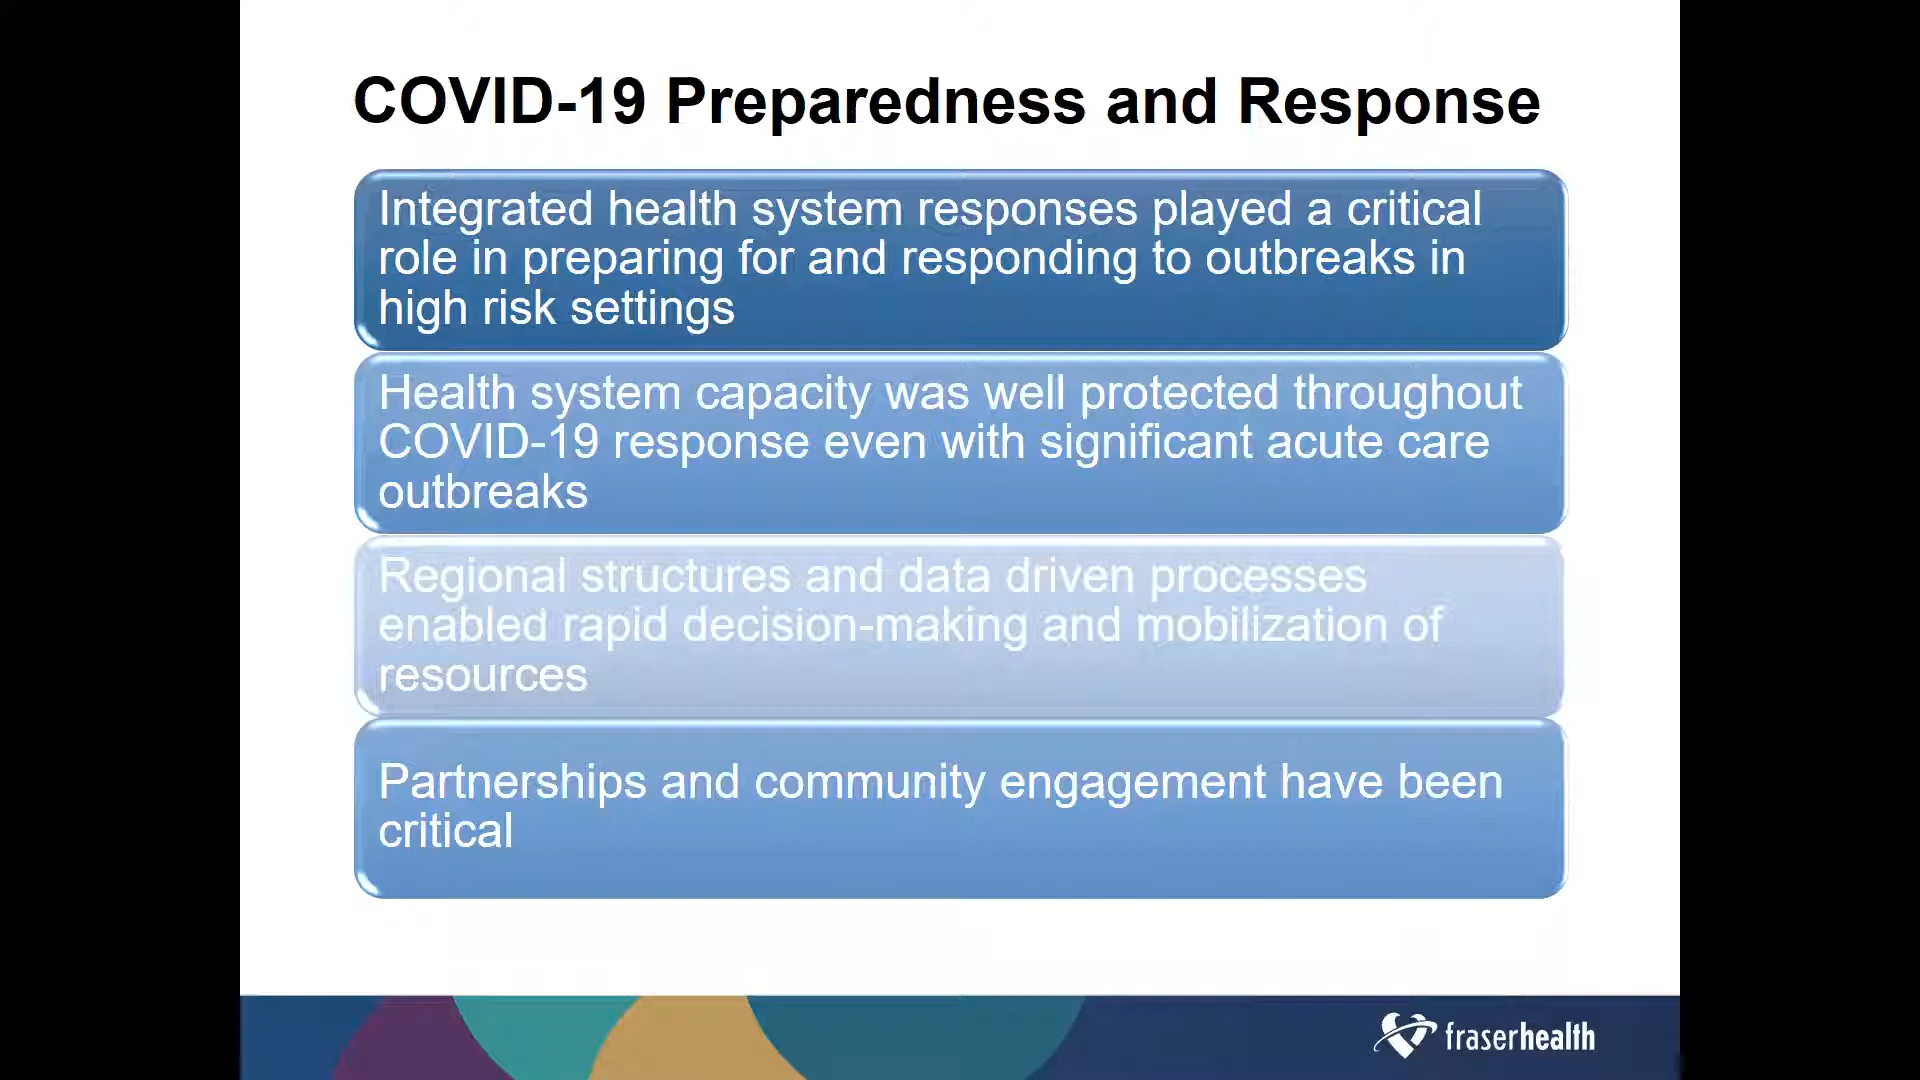 COVID-19 Preparedness and Response
Integrated health system responses played a critical
role in preparing for and responding to outbreaks in
high risk settings
Health system capacity was well protected throughout
COVID-19 response even with significant acute care
outbreaks
Regional structures and data driven processes
enabled rapid decision-making and mobilization of
resources
Partnerships and community engagement have been
critical
fraserhealth